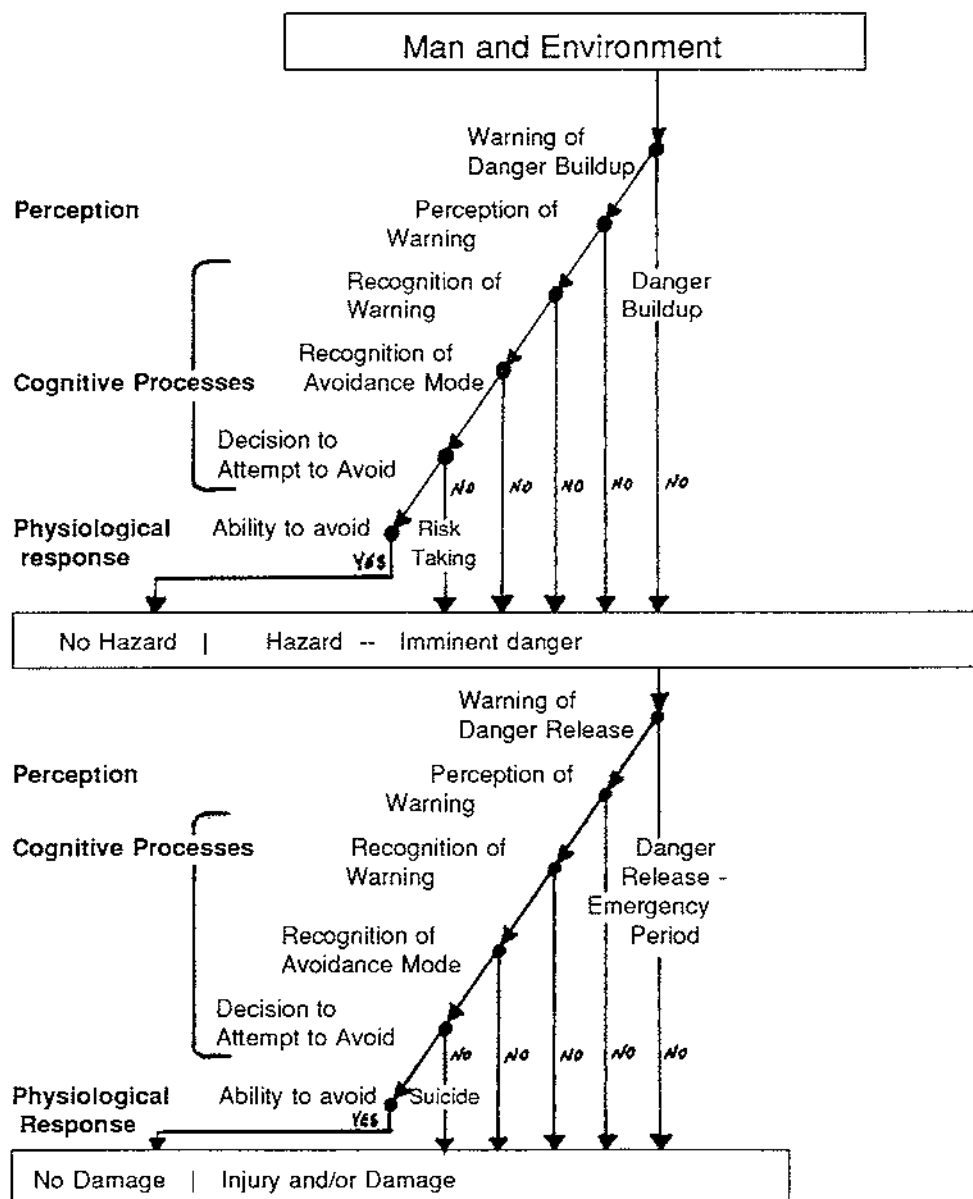 Man and Environment
Warning of
Danger Buildup
Perception
Perception of
Warning
Recognition of
Warning
Danger
Buildup
Recognition of
Avoidance Mode
Cognitive Processes
Decision to
Attempt to Avoid
NO NO NO NO NO
Physiological
response
Ability to avoid
Risk
Taking
YES
No Hazard | Hazard -- Imminent danger
Warning of
Danger Release
Perception
Perception of
Warning
Cognitive Processes
Recognition of
Warning
Danger
Release -
Emergency
Period
Recognition of
Avoidance Mode
Decision to
Attempt to Avoid
NO NO NO NO NO
Physiological
Response
Ability to avoid
Suicide
YES
No Damage | Injury and/or Damage